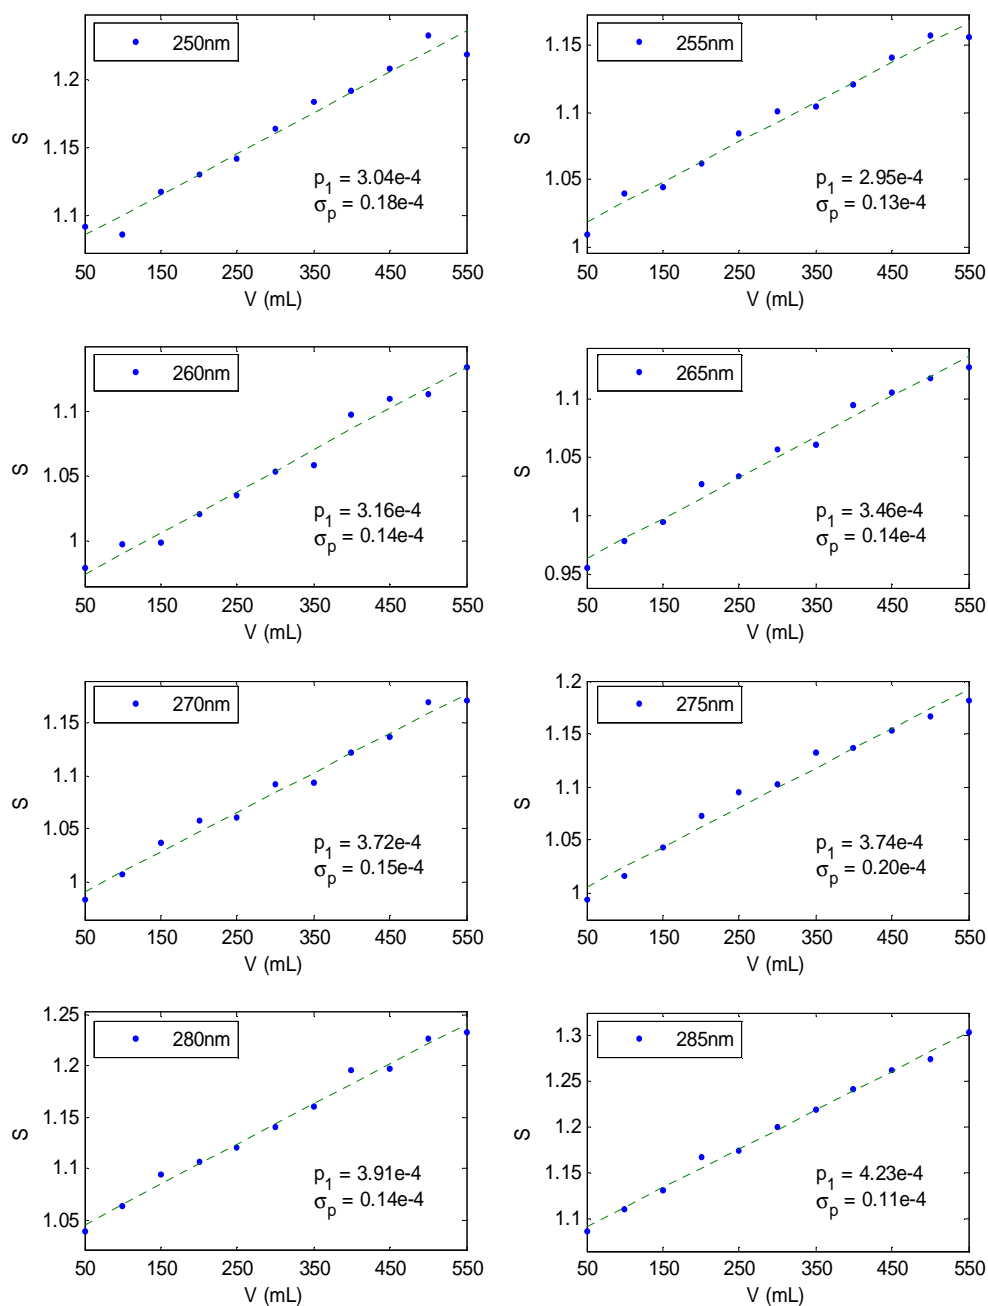 250nm
1.2
1.15
1.1
S
p1 = 3.04e-4
σp = 0.18e-4
50 150 250 350 450 550
V (mL)
255nm
1.15
1.1
1.05
1
S
p1 = 2.95e-4
σp = 0.13e-4
50 150 250 350 450 550
V (mL)
260nm
1.1
1.05
1
S
p1 = 3.16e-4
σp = 0.14e-4
50 150 250 350 450 550
V (mL)
265nm
1.1
1.05
1
0.95
S
p1 = 3.46e-4
σp = 0.14e-4
50 150 250 350 450 550
V (mL)
270nm
1.15
1.1
1.05
1
S
p1 = 3.72e-4
σp = 0.15e-4
50 150 250 350 450 550
V (mL)
1.2
275nm
1.15
1.1
1.05
1
S
p1 = 3.74e-4
σp = 0.20e-4
50 150 250 350 450 550
V (mL)
1.25
280nm
1.2
1.15
1.1
1.05
S
p1 = 3.91e-4
σp = 0.14e-4
50 150 250 350 450 550
V (mL)
285nm
1.3
1.25
1.2
1.15
1.1
S
p1 = 4.23e-4
σp = 0.11e-4
50 150 250 350 450 550
V (mL)